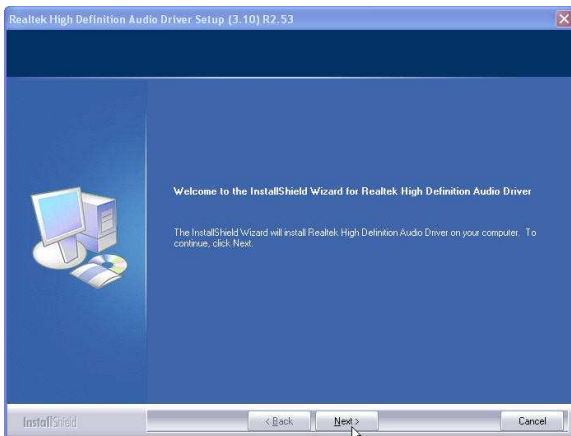 Realtek High Definition Audio Driver Setup (3.10) R2.53
Welcome to the InstallShield Wizard for Realtek High Definition Audio Driver
The InstallShield Wizard will install Realtek High Definition Audio Driver on your computer. To
continue, click Next.
InstallShield
< Back Next > Cancel